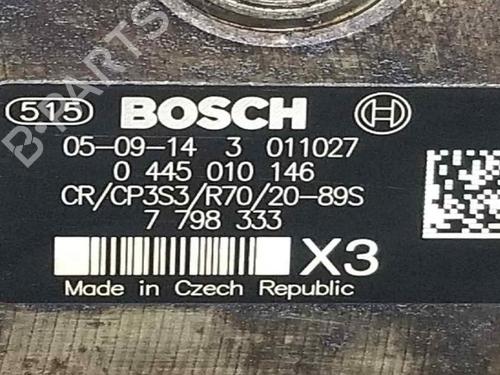 515 BOSCH
05-09-14 3 011027
0 445 010 146
CR/CP3S3/R70/20-89S
7 798 333
X3
Made in Czech Republic
B-PARTS